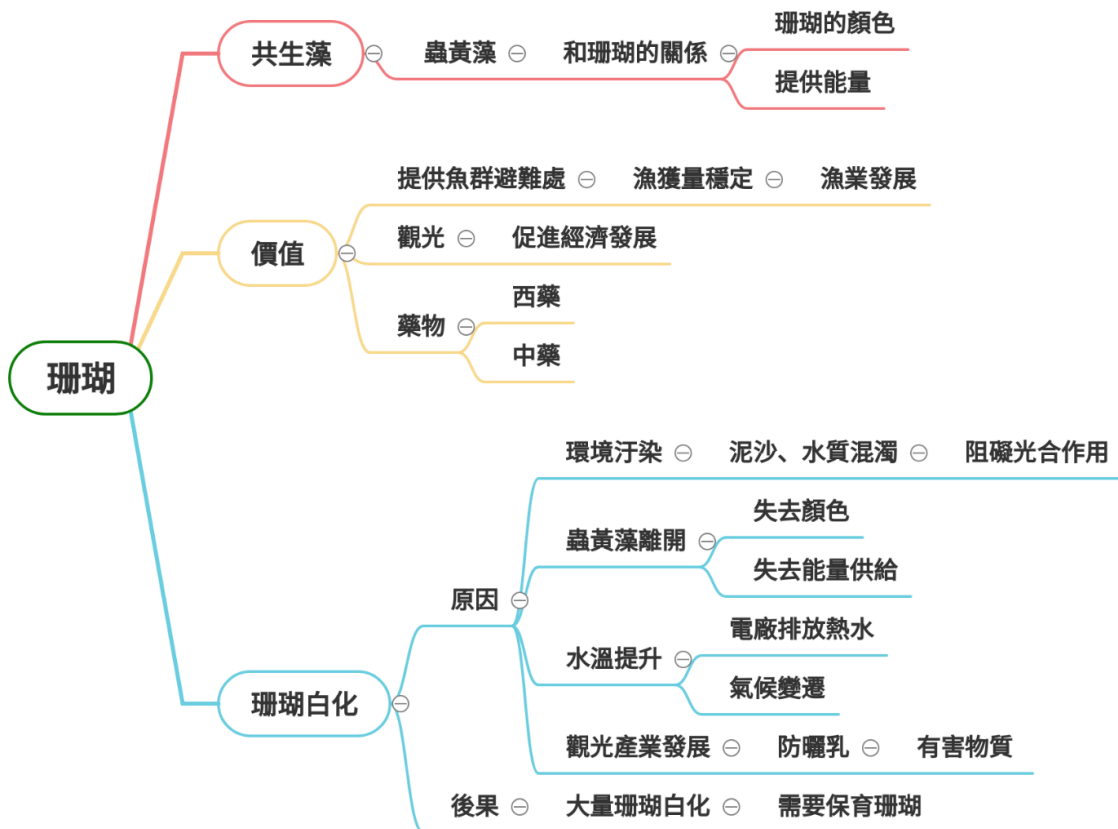 珊瑚
共生藻
蟲黃藻
和珊瑚的關係
珊瑚的顏色
提供能量
價值
提供魚群避難處
漁獲量穩定
漁業發展
觀光
促進經濟發展
藥物
西藥
中藥
珊瑚白化
原因
環境汙染
泥沙、水質混濁
阻礙光合作用
蟲黃藻離開
失去顏色
失去能量供給
水溫提升
電廠排放熱水
氣候變遷
觀光產業發展
防曬乳
有害物質
後果
大量珊瑚白化
需要保育珊瑚